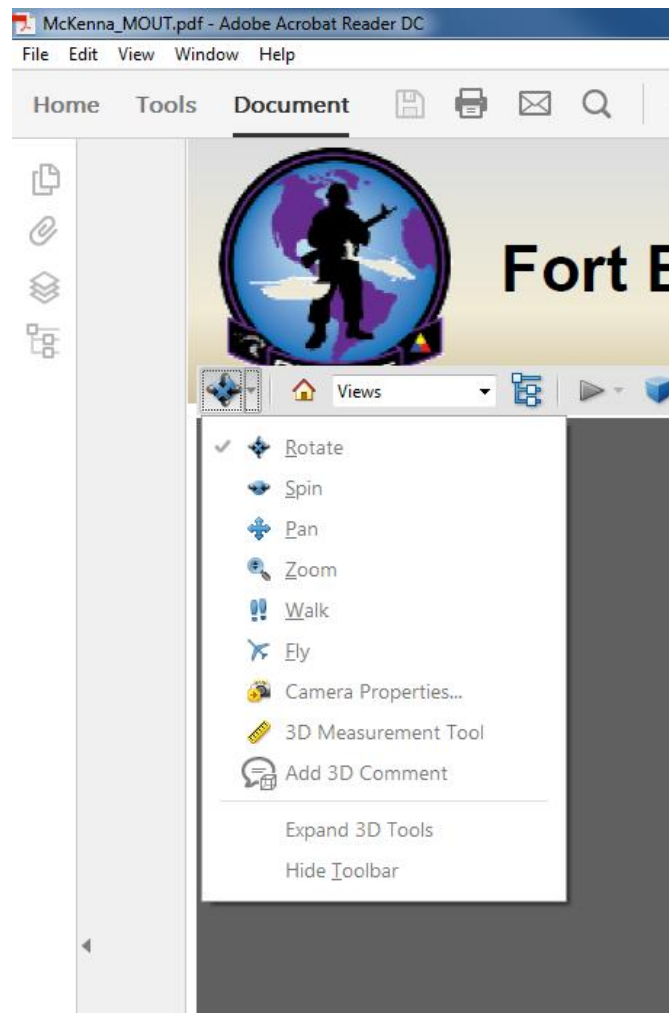 McKenna_MOUT.pdf - Adobe Acrobat Reader DC
File Edit View Window Help
Home Tools Document
Fort
Views
Rotate
Spin
Pan
Zoom
Walk
Fly
Camera Properties...
3D Measurement Tool
Add 3D Comment
Expand 3D Tools
Hide Toolbar